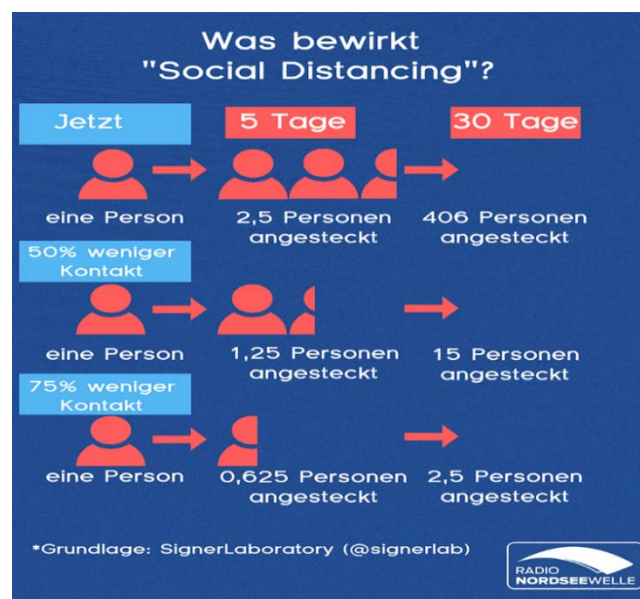 Was bewirkt
"Social Distancing"?
Jetzt
5 Tage
30 Tage
eine Person
2,5 Personen
angesteckt
406 Personen
angesteckt
50% weniger
Kontakt
eine Person
1,25 Personen
angesteckt
15 Personen
angesteckt
75% weniger
Kontakt
eine Person
0,625 Personen
angesteckt
2,5 Personen
angesteckt
*Grundlage: SignerLaboratory (@signerlab)
RADIO
NORDSEEWELLE